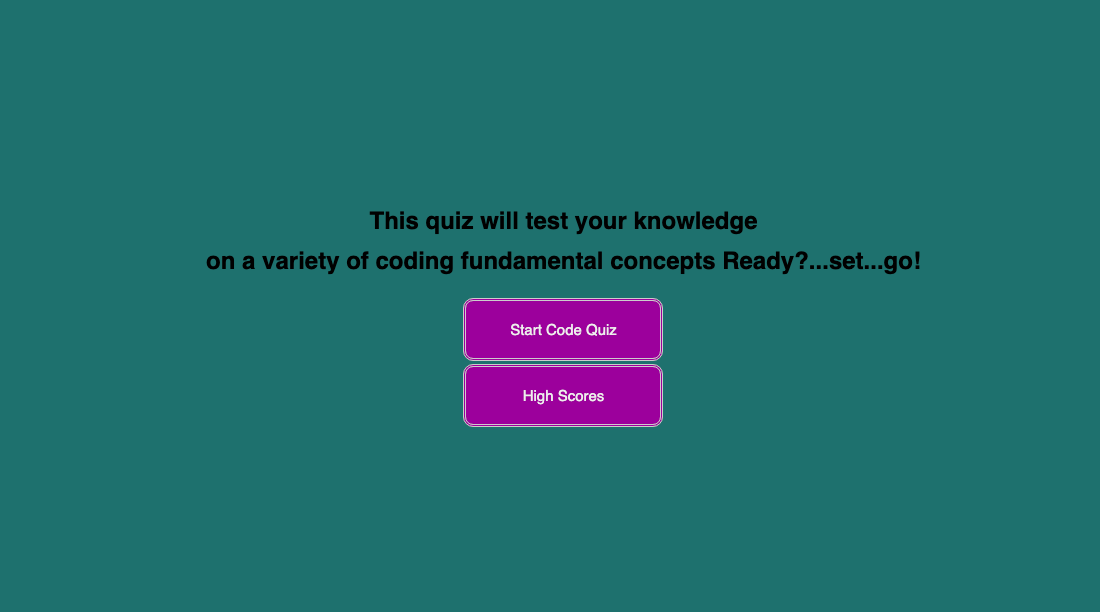 This quiz will test your knowledge
on a variety of coding fundamental concepts Ready?...set...go!
Start Code Quiz
High Scores